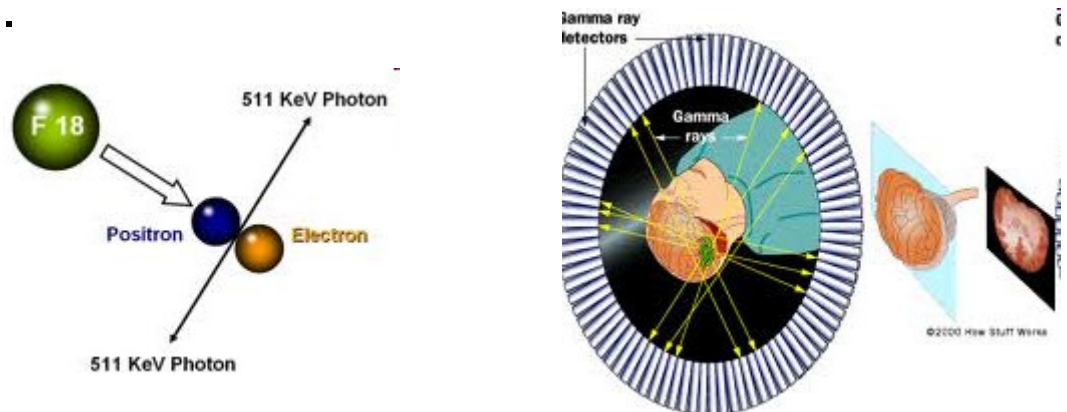 F 18
511 KeV Photon
Positron
Electron
511 KeV Photon
Gamma ray
detectors
Gamma
rays
©2000 How Stuff Works